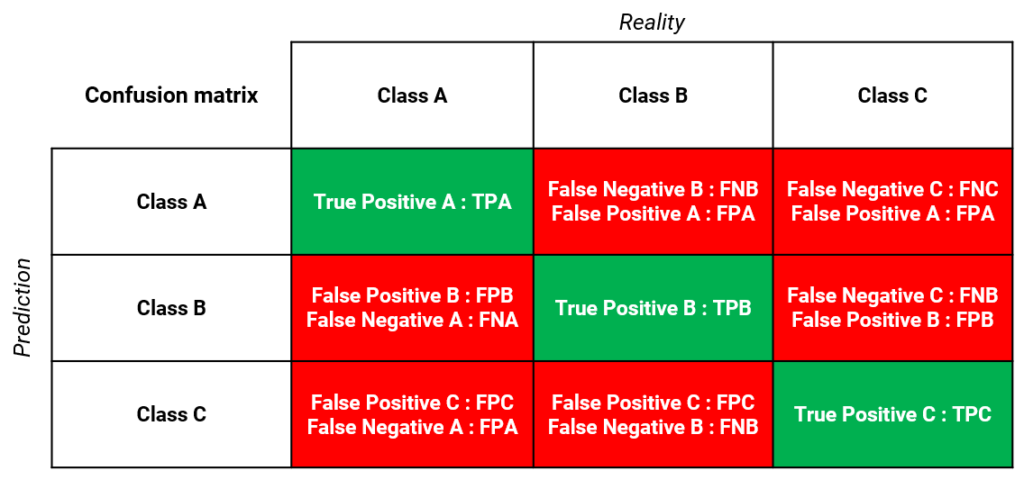 Reality
Confusion matrix
Class A
Class B
Class C
Class A
True Positive A : TPA
False Negative B : FNB
False Positive A : FPA
False Negative C : FNC
False Positive A : FPA
Prediction
Class B
False Positive B : FPB
False Negative A : FNA
True Positive B : TPB
False Negative C : FNB
False Positive B : FPB
Class C
False Positive C : FPC
False Negative A : FPA
False Positive C : FPC
False Negative B : FNB
True Positive C : TPC